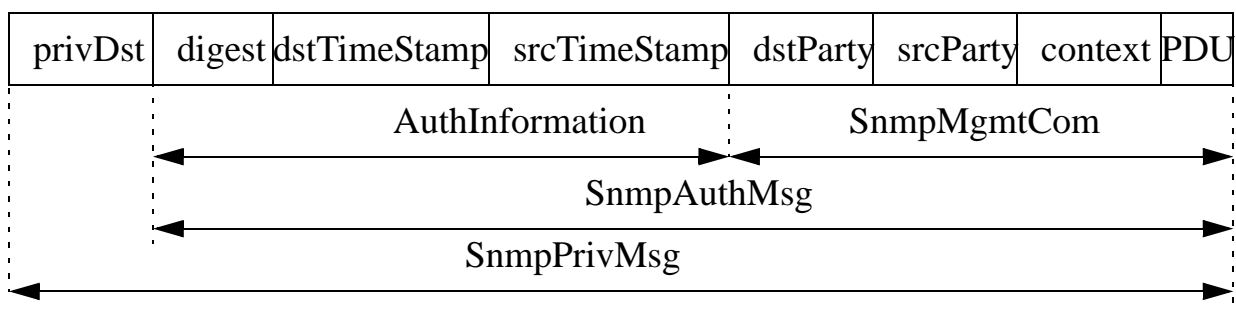 privDst digest dstTimeStamp srcTimeStamp dstParty srcParty context PDU
AuthInformation SnmpMgmtCom
SnmpAuthMsg
SnmpPrivMsg